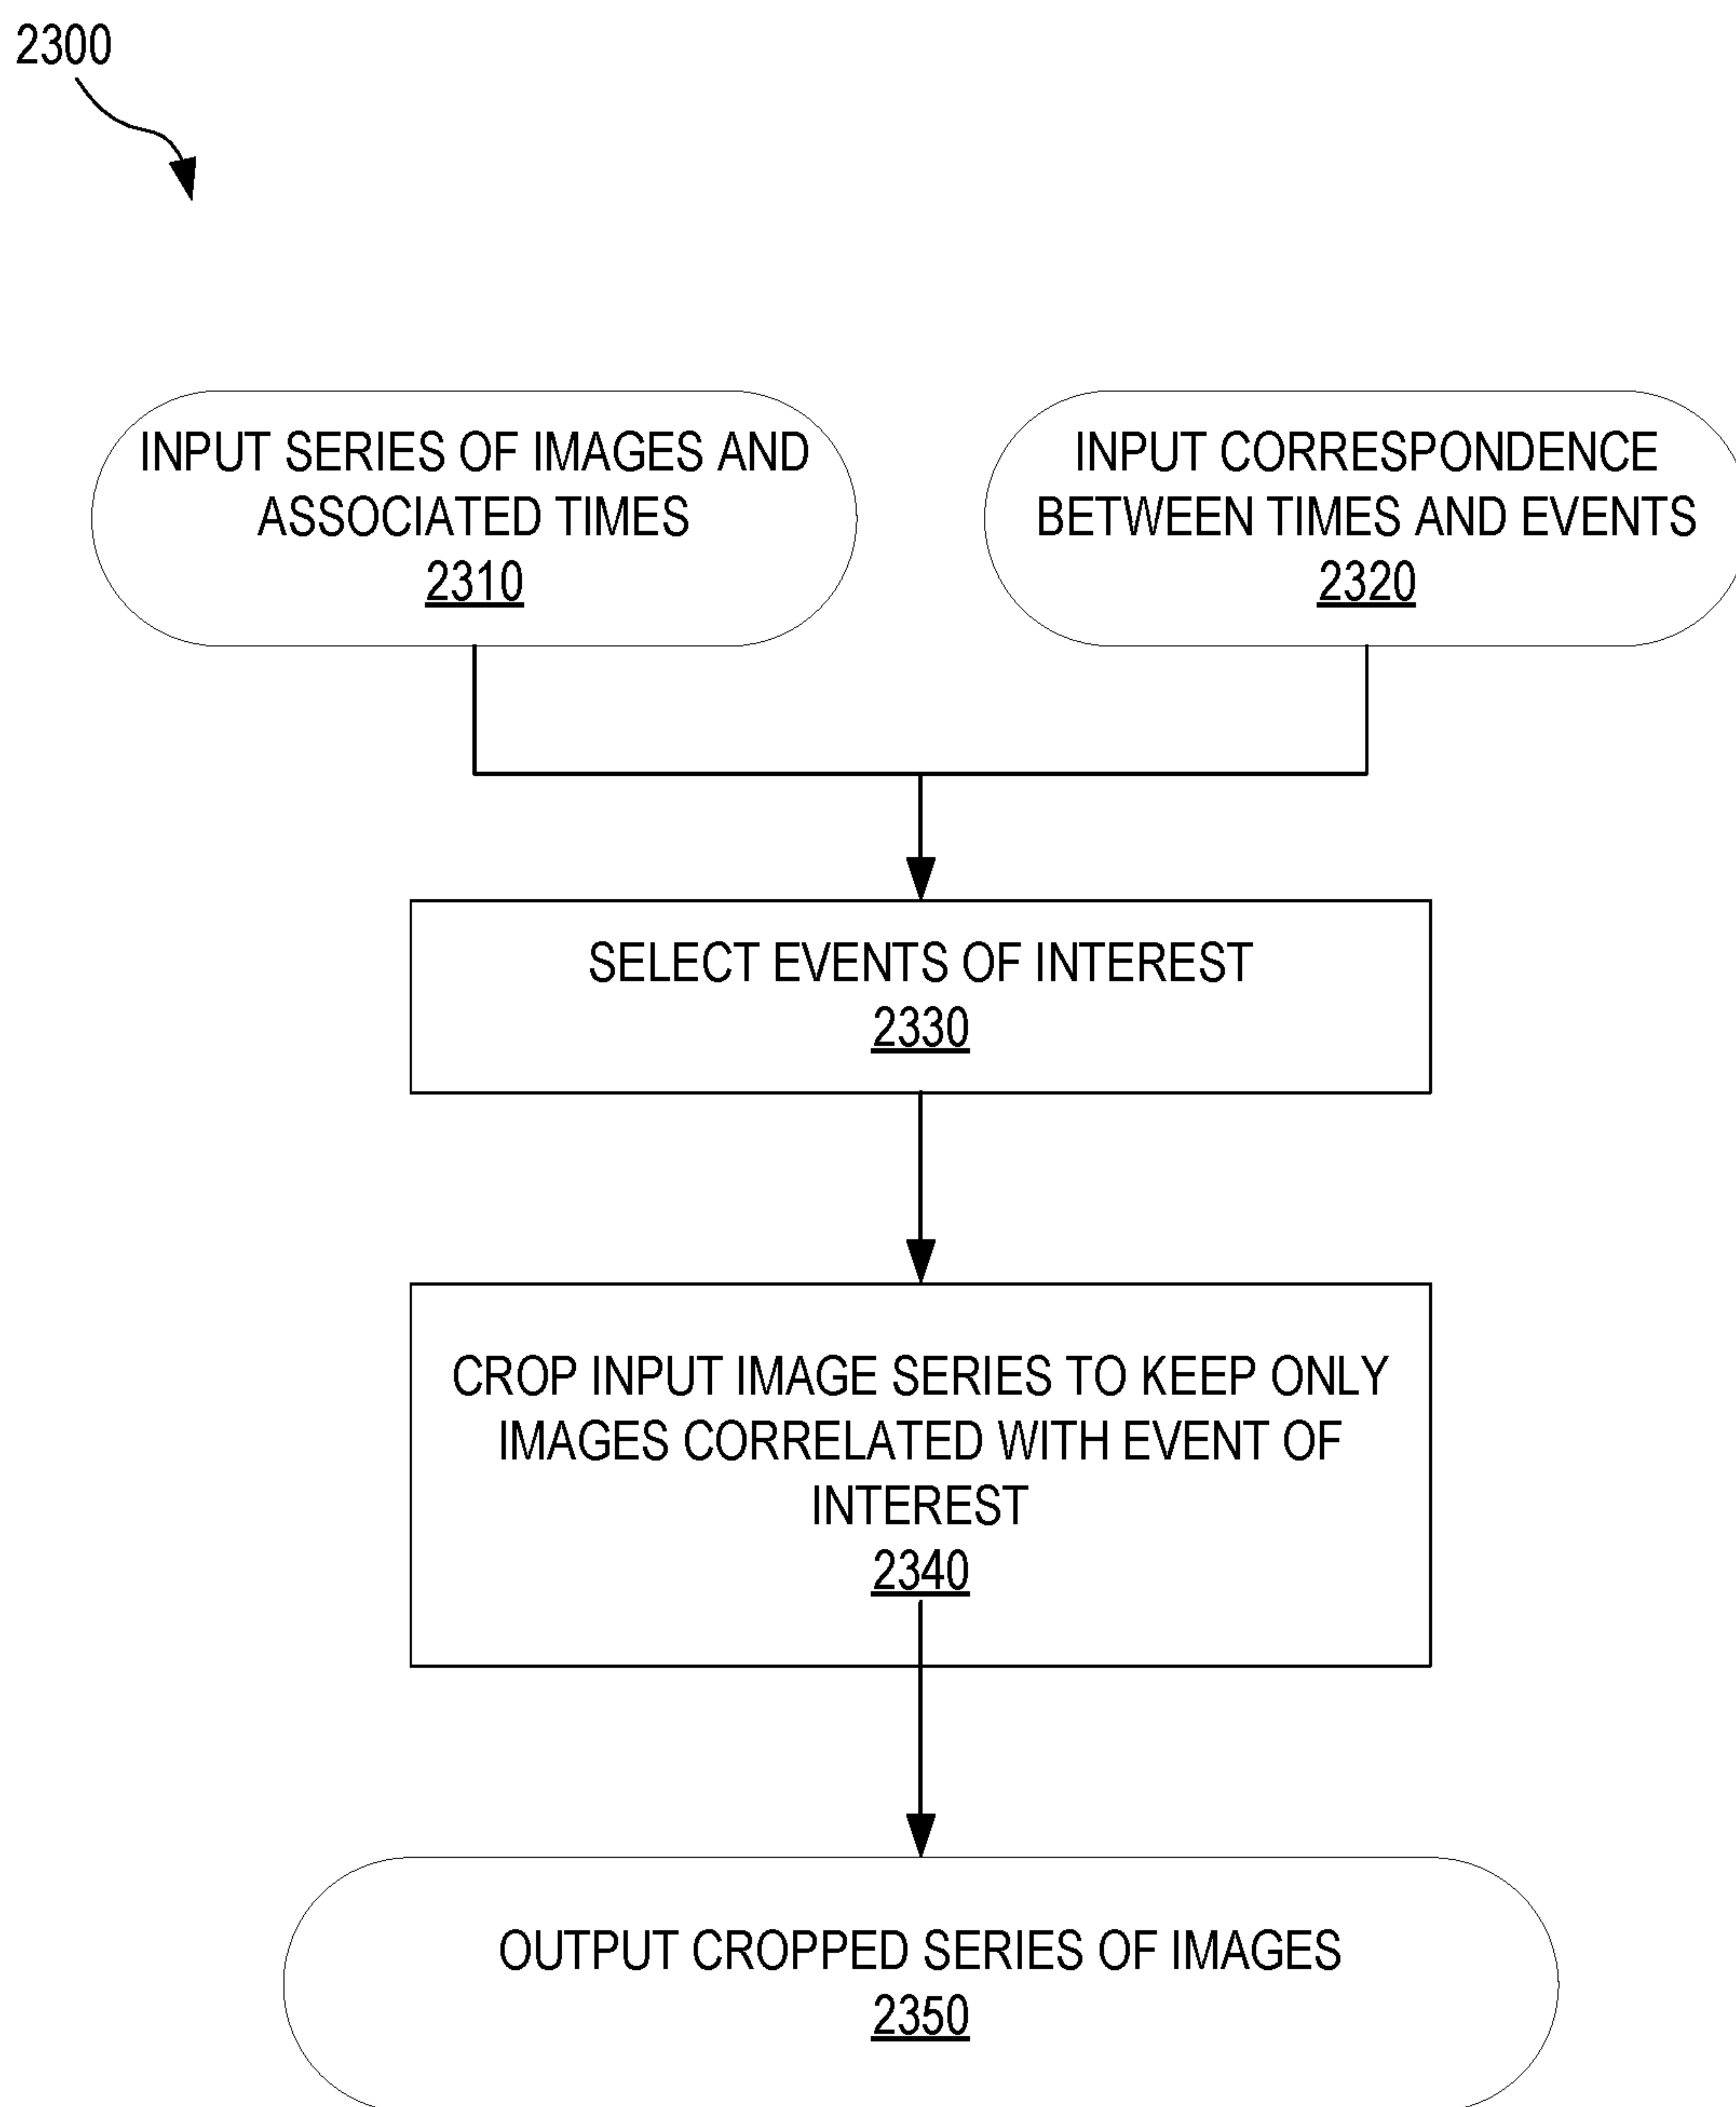 2300
INPUT SERIES OF IMAGES AND
ASSOCIATED TIMES
2310
INPUT CORRESPONDENCE
BETWEEN TIMES AND EVENTS
2320
SELECT EVENTS OF INTEREST
2330
CROP INPUT IMAGE SERIES TO KEEP ONLY
IMAGES CORRELATED WITH EVENT OF
INTEREST
2340
OUTPUT CROPPED SERIES OF IMAGES
2350